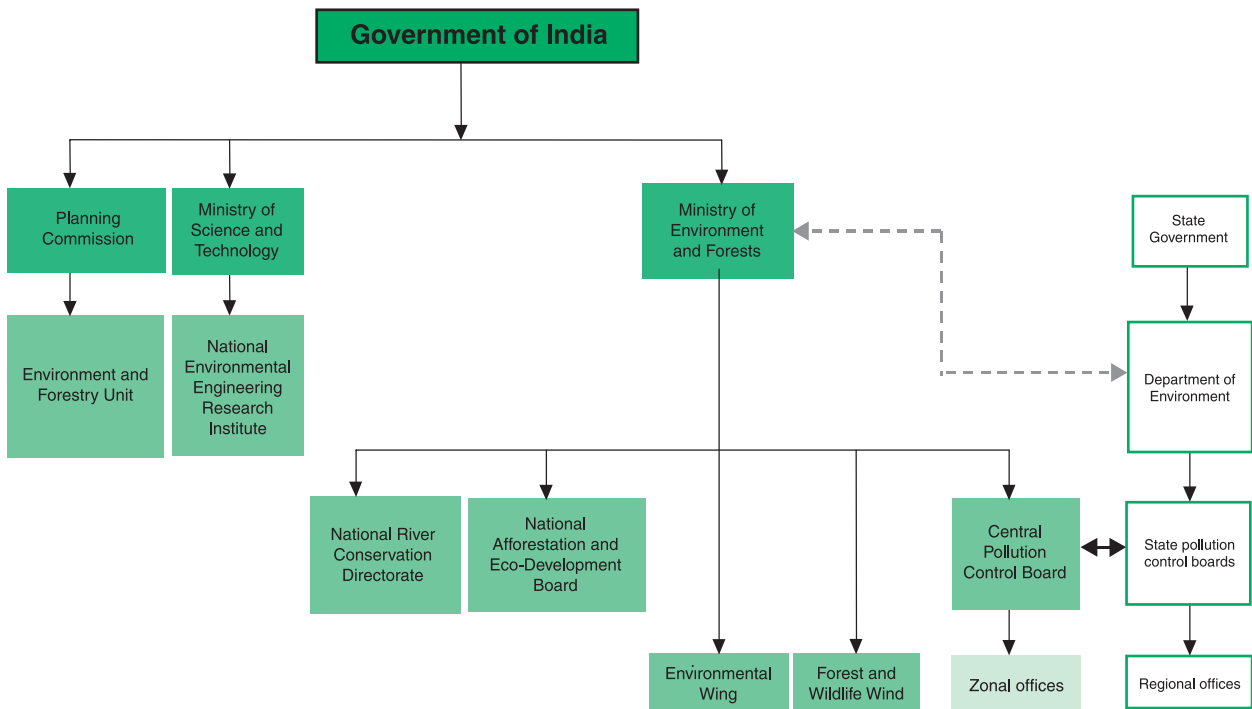 Government of India
Planning
Commission
Ministry of
Science and
Technology
Ministry of
Environment
and Forests
State
Government
Environment and
Forestry Unit
National
Environmental
Engineering
Research
Institute
Department of
Environment
National River
Conservation
Directorate
National
Afforestation and
Eco-Development
Board
Central
Pollution
Control Board
State pollution
control boards
Environmental
Wing
Forest and
Wildlife Wind
Zonal offices
Regional offices